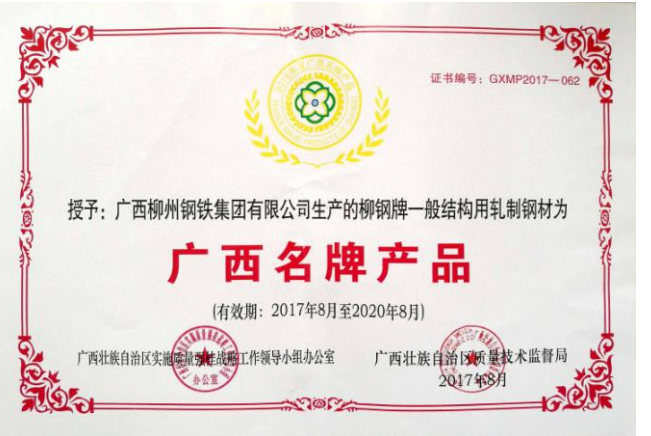 证书编号：GXMP2017—062
授予：广西柳州钢铁集团有限公司生产的柳钢牌一般结构用轧制钢材为
广西名牌产品
(有效期：2017年8月至2020年8月)
广西壮族自治区实施质量强桂战略工作领导小组办公室
办公室
广西壮族自治区质量技术监督局
2017年8月